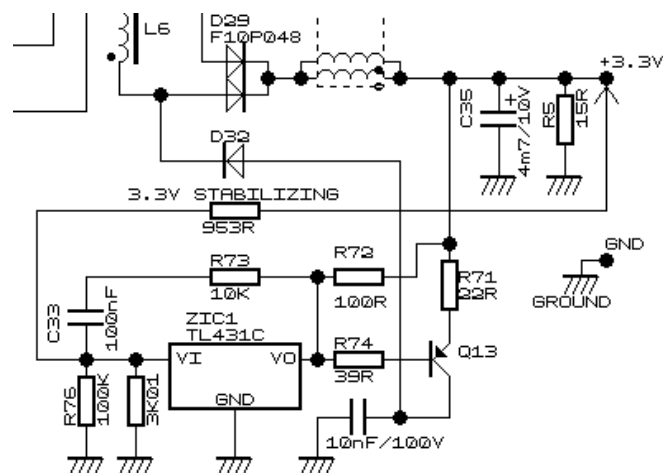 L6
D29
F10P048
+3.3V
C35
4m7/10V
+
R5
15R
D32
3.3V STABILIZING
953R
GND
GROUND
R73
10K
R72
100R
R71
22R
C33
100nF
ZIC1
TL431C
VI
VO
GND
R74
39R
Q13
R76
100K
3K01
10nF/100V